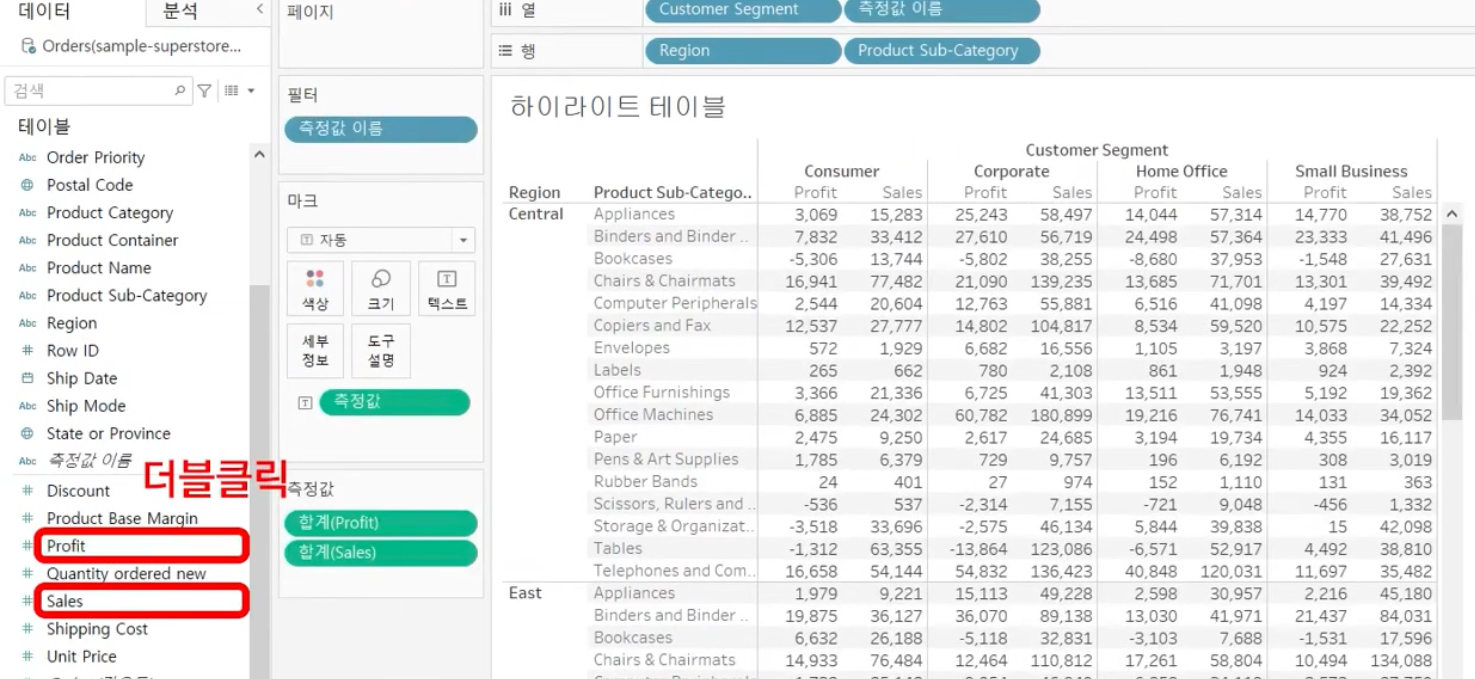 데이터
분석
Orders(sample-superstore...
검색
테이블
Abc Order Priority
Postal Code
Abc Product Category
Abc Product Container
Abc Product Name
Abc Product Sub-Category
Abc Region
# Row ID
Ship Date
Abc Ship Mode
State or Province
Abc 측정값 이름
더블클릭
# Discount
# Product Base Margin
# Profit
# Quantity ordered new
# Sales
# Shipping Cost
# Unit Price
페이지
필터
측정값 이름
마크
T 자동
색상
크기
T 텍스트
세부 정보
도구 설명
T 측정값
측정값
합계(Profit)
합계(Sales)
iii 열 Customer Segment 측정값 이름
행 Region Product Sub-Category
하이라이트 테이블
Customer Segment
Consumer Corporate Home Office Small Business
Region Product Sub-Catego.. Profit Sales Profit Sales Profit Sales Profit Sales
Central Appliances 3,069 15,283 25,243 58,497 14,044 57,314 14,770 38,752
Binders and Binder .. 7,832 33,412 27,610 56,719 24,498 57,364 23,333 41,496
Bookcases -5,306 13,744 -5,802 38,255 -8,680 37,953 -1,548 27,631
Chairs & Chairmats 16,941 77,482 21,090 139,235 13,685 71,701 13,301 39,492
Computer Peripherals 2,544 20,604 12,763 55,881 6,516 41,098 4,197 14,334
Copiers and Fax 12,537 27,777 14,802 104,817 8,534 59,520 10,575 22,252
Envelopes 572 1,929 6,682 16,556 1,105 3,197 3,868 7,324
Labels 265 662 780 2,108 861 1,948 924 2,392
Office Furnishings 3,366 21,336 6,725 41,303 13,511 53,555 5,192 19,362
Office Machines 6,885 24,302 60,782 180,899 19,216 76,741 14,033 34,052
Paper 2,475 9,250 2,617 24,685 3,194 19,734 4,355 16,117
Pens & Art Supplies 1,785 6,379 729 9,757 196 6,192 308 3,019
Rubber Bands 24 401 27 974 152 1,110 131 363
Scissors, Rulers and .. -536 537 -2,314 7,155 -721 9,048 -456 1,332
Storage & Organizat.. -3,518 33,696 -2,575 46,134 5,844 39,838 15 42,098
Tables -1,312 63,355 -13,864 123,086 -6,571 52,917 4,492 38,810
Telephones and Com.. 16,658 54,144 54,832 136,423 40,848 120,031 11,697 35,482
East Appliances 1,979 9,221 15,113 49,228 2,598 30,957 2,216 45,180
Binders and Binder .. 19,875 36,127 36,070 89,138 13,030 41,971 21,437 84,031
Bookcases 6,632 26,188 -5,118 32,831 -3,103 7,688 -1,531 17,596
Chairs & Chairmats 14,933 76,484 12,464 110,812 17,261 58,804 10,494 134,088